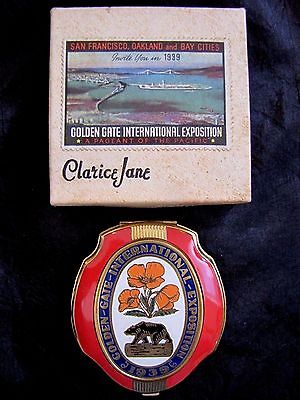 SAN FRANCISCO, OAKLAND and BAY CITIES
Invite You in 1939
GOLDEN GATE INTERNATIONAL EXPOSITION
A PAGEANT OF THE PACIFIC
Clarice Jane
GOLDEN-GATE-INTERNATIONAL-EXPOSITION
1939